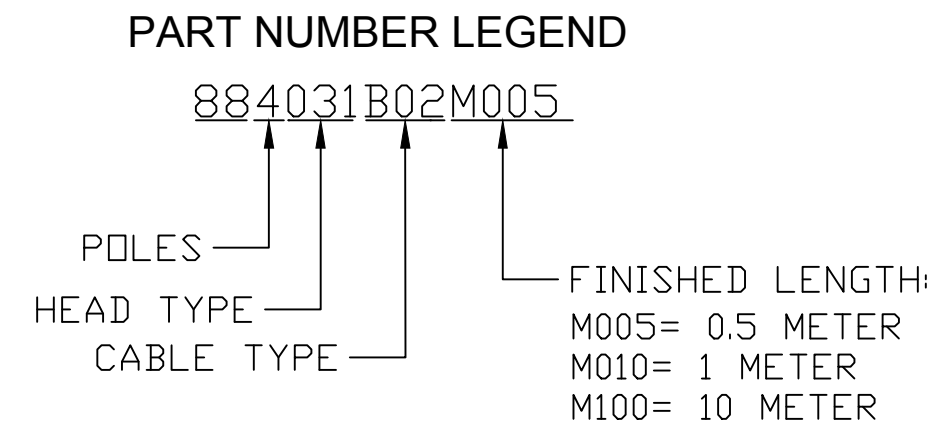 PART NUMBER LEGEND
884031B02M005
POLES
HEAD TYPE
CABLE TYPE
FINISHED LENGTH:
M005= 0.5 METER
M010= 1 METER
M100= 10 METER